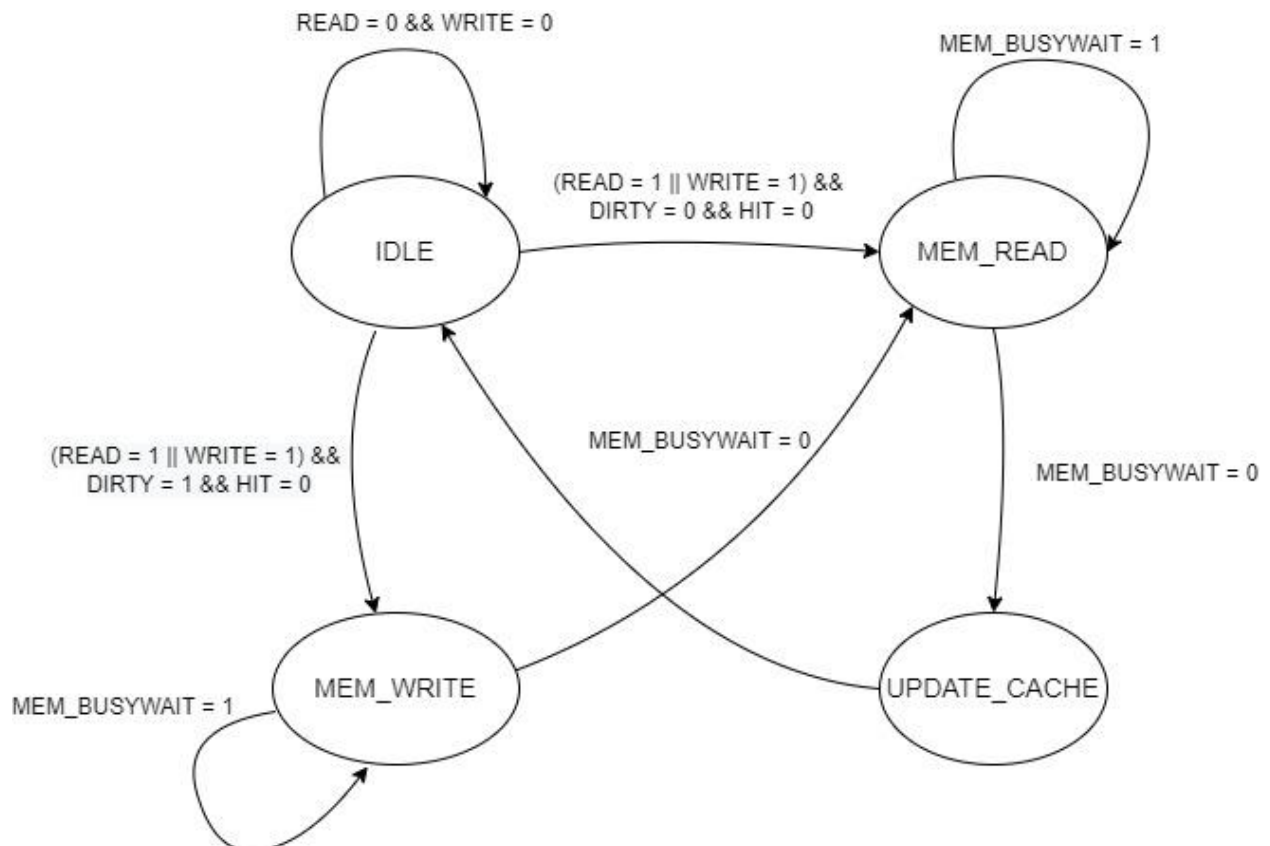 READ = 0 && WRITE = 0
MEM_BUSYWAIT = 1
(READ = 1 || WRITE = 1) &&
DIRTY = 0 && HIT = 0
IDLE
MEM_READ
(READ = 1 || WRITE = 1) &&
DIRTY = 1 && HIT = 0
MEM_BUSYWAIT = 0
MEM_BUSYWAIT = 0
MEM_WRITE
UPDATE_CACHE
MEM_BUSYWAIT = 1